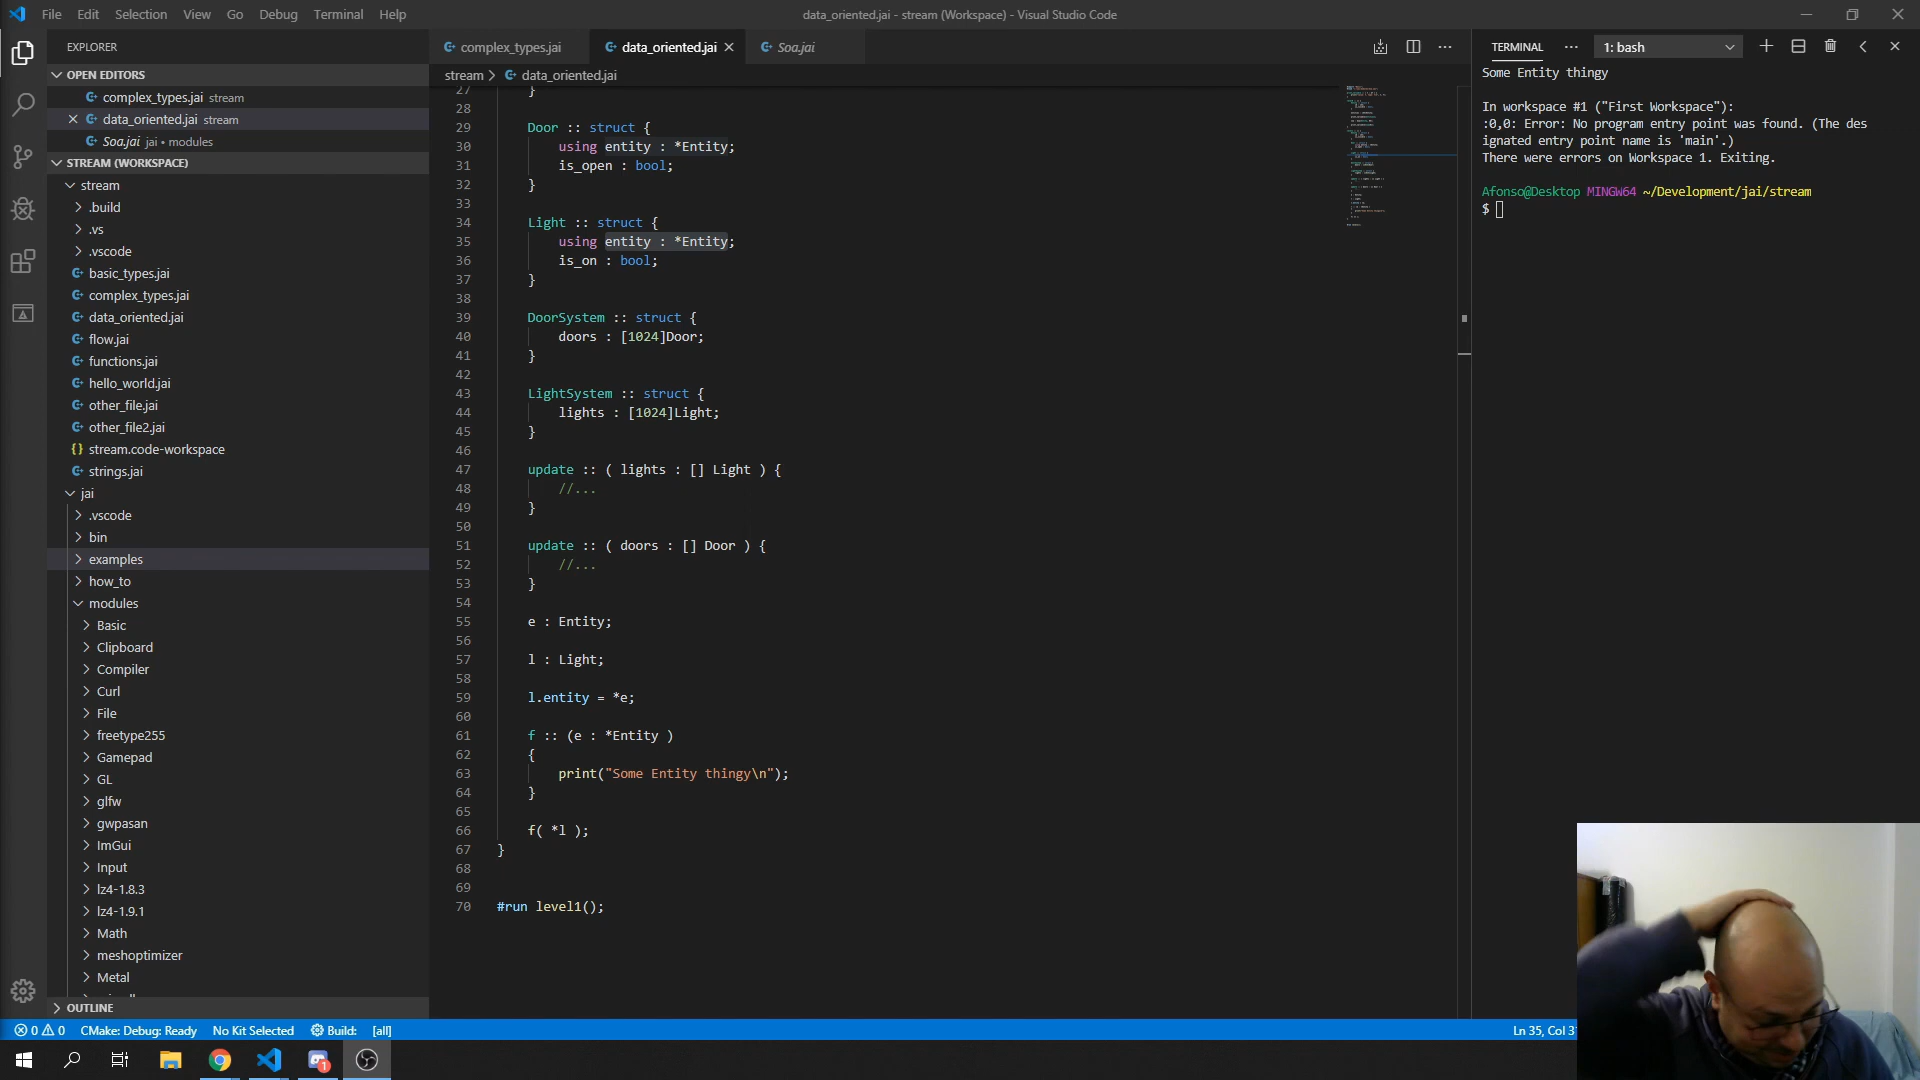 File Edit Selection View Go Debug Terminal Help
data_oriented.jai - stream (Workspace) - Visual Studio Code
EXPLORER
OPEN EDITORS
complex_types.jai stream
data_oriented.jai stream
Soa.jai jai • modules
STREAM (WORKSPACE)
stream
.build
.vs
.vscode
basic_types.jai
complex_types.jai
data_oriented.jai
flow.jai
functions.jai
hello_world.jai
other_file.jai
other_file2.jai
stream.code-workspace
strings.jai
jai
.vscode
bin
examples
how_to
modules
Basic
Clipboard
Compiler
Curl
File
freetype255
Gamepad
GL
glfw
gwpasan
ImGui
Input
lz4-1.8.3
lz4-1.9.1
Math
meshoptimizer
Metal
OUTLINE
complex_types.jai data_oriented.jai Soa.jai
stream > data_oriented.jai
27 }
28
29 Door :: struct {
30 using entity : *Entity;
31 is_open : bool;
32 }
33
34 Light :: struct {
35 using entity : *Entity;
36 is_on : bool;
37 }
38
39 DoorSystem :: struct {
40 doors : [1024]Door;
41 }
42
43 LightSystem :: struct {
44 lights : [1024]Light;
45 }
46
47 update :: ( lights : [] Light ) {
48 //...
49 }
50
51 update :: ( doors : [] Door ) {
52 //...
53 }
54
55 e : Entity;
56
57 l : Light;
58
59 l.entity = *e;
60
61 f :: (e : *Entity )
62 {
63 print("Some Entity thingy\n");
64 }
65
66 f( *l );
67 }
68
69
70 #run level1();
TERMINAL ... 1: bash
Some Entity thingy
In workspace #1 ("First Workspace"):
:0,0: Error: No program entry point was found. (The des
ignated entry point name is 'main'.)
There were errors on Workspace 1. Exiting.
Afonso@Desktop MINGW64 ~/Development/jai/stream
$
0 0 CMake: Debug: Ready No Kit Selected Build: [all]
Ln 35, Col
1